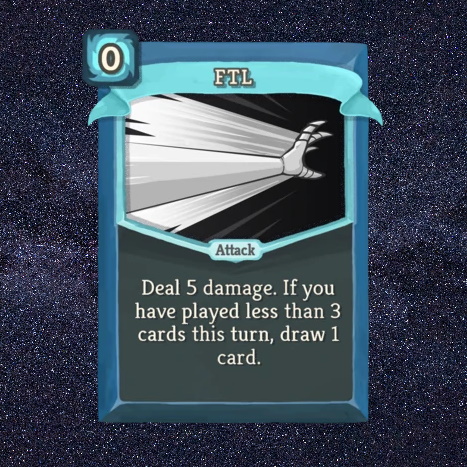 0
FTL
Attack
Deal 5 damage. If you
have played less than 3
cards this turn, draw 1
card.